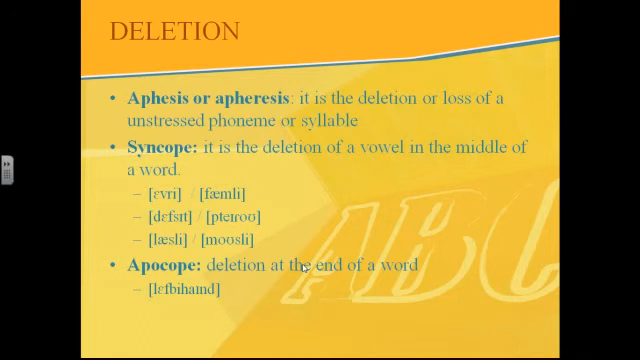 DELETION
• Aphesis or apheresis: it is the deletion or loss of a
unstressed phoneme or syllable
• Syncope: it is the deletion of a vowel in the middle of
a word.
– [ɛvri] / [fæmli]
– [dɛfsɪt] / [pteɪroʊ]
– [læsli] / [moʊsli]
• Apocope: deletion at the end of a word
– [lɛfbihaɪnd]
ABC